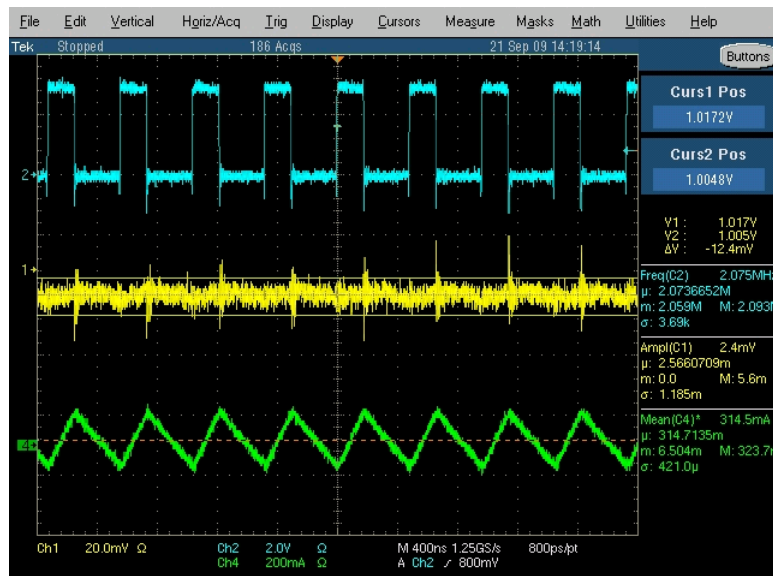 File Edit Vertical Horiz/Acq Trig Display Cursors Measure Masks Math Utilities Help
Tek Stopped 186 Acqs 21 Sep 09 14:19:14
Buttons
Curs1 Pos
1.0172V
Curs2 Pos
1.0048V
V1 : 1.017V
V2 : 1.005V
ΔV : -12.4mV
Freq(C2) 2.075MHz
μ: 2.0736652M
m: 2.059M M: 2.093M
σ: 3.69k
Ampl(C1) 2.4mV
μ: 2.5660709m
m: 0.0 M: 5.6m
σ: 1.185m
Mean(C4)* 314.5mA
μ: 314.7135m
m: 6.504m M: 323.7m
σ: 421.0μ
2
1
4
Ch1 20.0mV Ω Ch2 2.0V Ω M 400ns 1.25GS/s 800ps/pt
Ch4 200mA Ω A Ch2 ⁄ 800mV